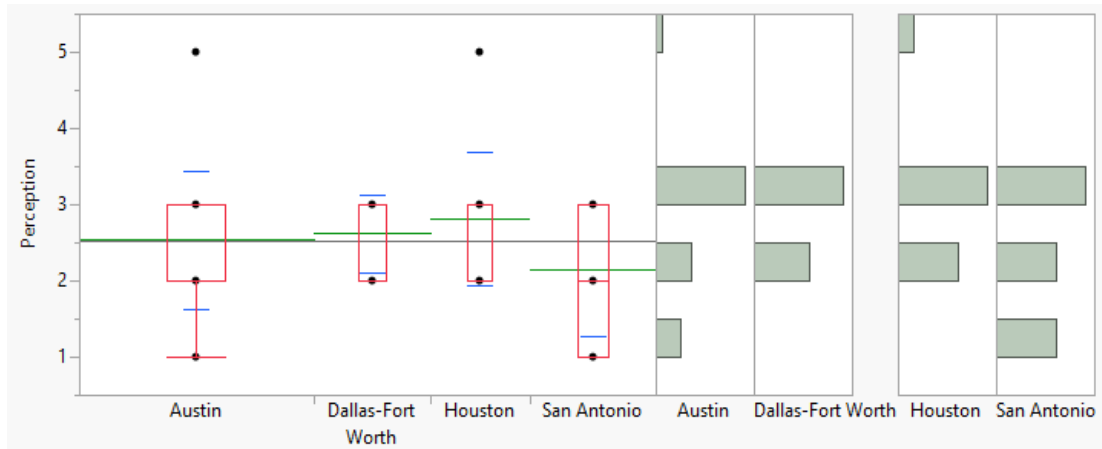 Perception
5
4
3
2
1
Austin
Dallas-Fort
Worth
Houston
San Antonio
Austin
Dallas-Fort Worth
Houston
San Antonio